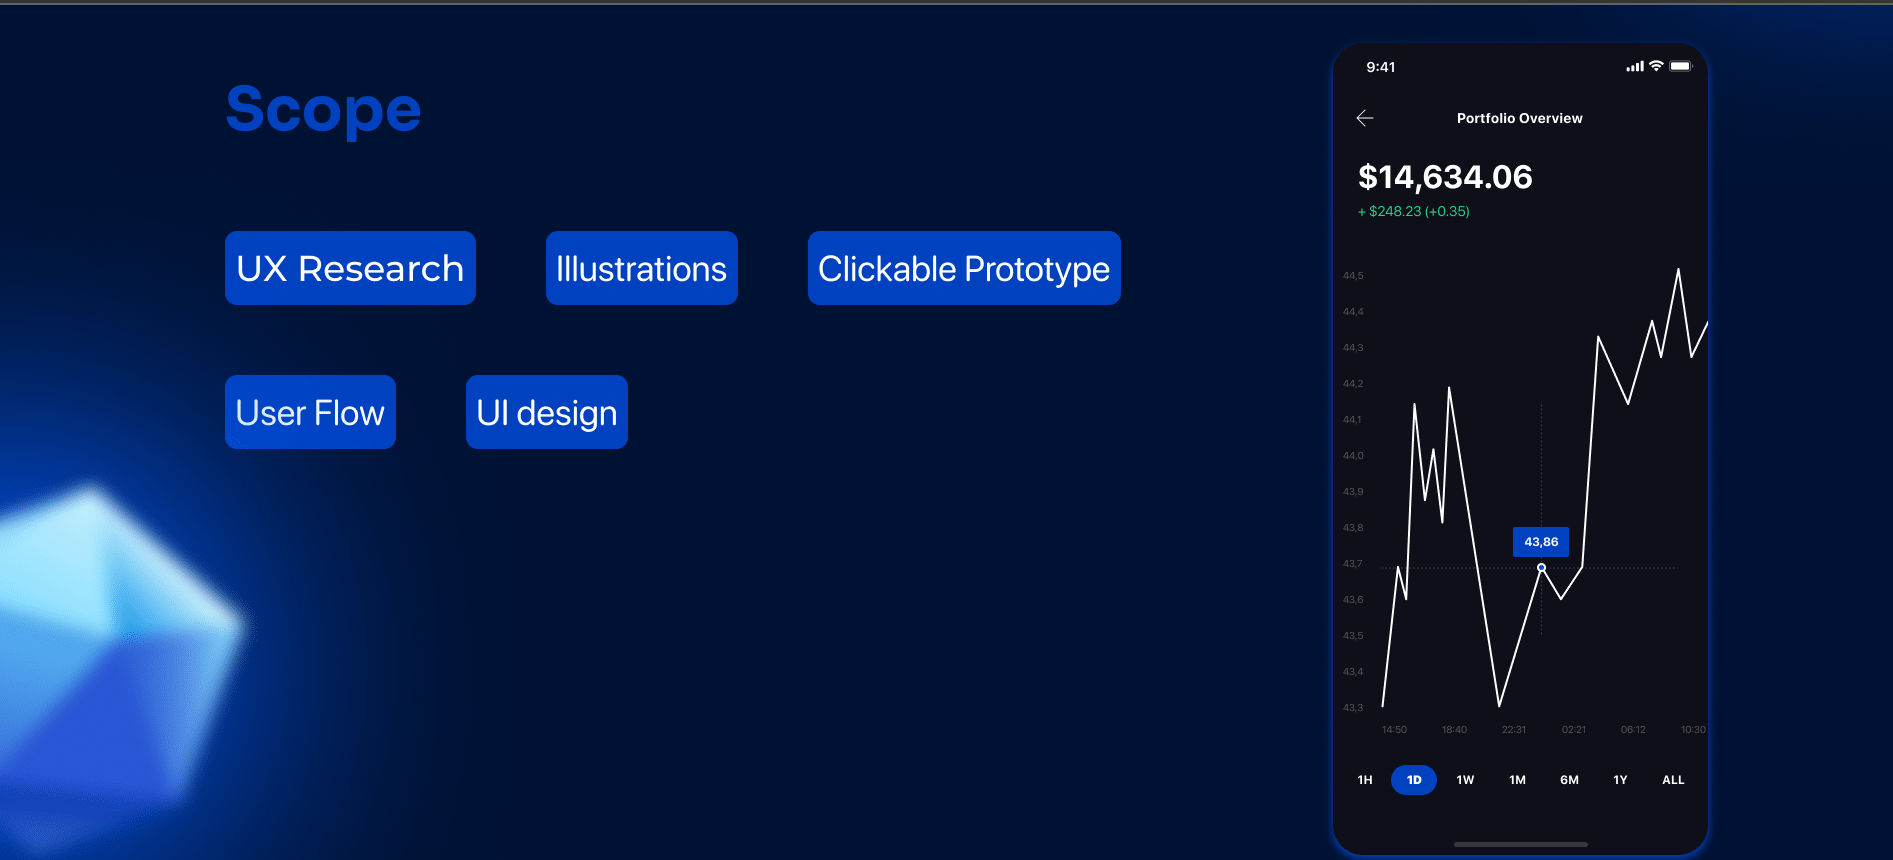 Scope
UX Research
Illustrations
Clickable Prototype
User Flow
UI design
9:41
Portfolio Overview
$14,634.06
+ $248.23 (+0.35)
44,5
44,4
44,3
44,2
44,1
44,0
43,9
43,8
43,7
43,6
43,5
43,4
43,3
43,86
14:50 18:40 22:31 02:21 06:12 10:30
1H 1D 1W 1M 6M 1Y ALL